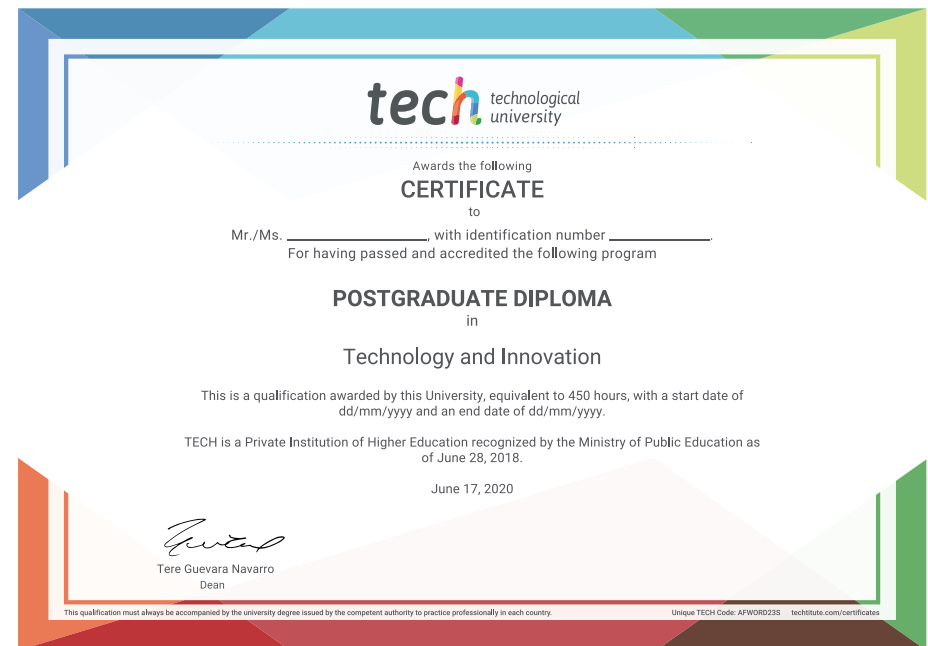 tech technological
university
Awards the following
CERTIFICATE
to
Mr./Ms. ____________________, with identification number ______________.
For having passed and accredited the following program
POSTGRADUATE DIPLOMA
in
Technology and Innovation
This is a qualification awarded by this University, equivalent to 450 hours, with a start date of
dd/mm/yyyy and an end date of dd/mm/yyyy.
TECH is a Private Institution of Higher Education recognized by the Ministry of Public Education as
of June 28, 2018.
June 17, 2020
Tere Guevara Navarro
Dean
This qualification must always be accompanied by the university degree issued by the competent authority to practice professionally in each country.
Unique TECH Code: AFWORD23S techtitute.com/certificates